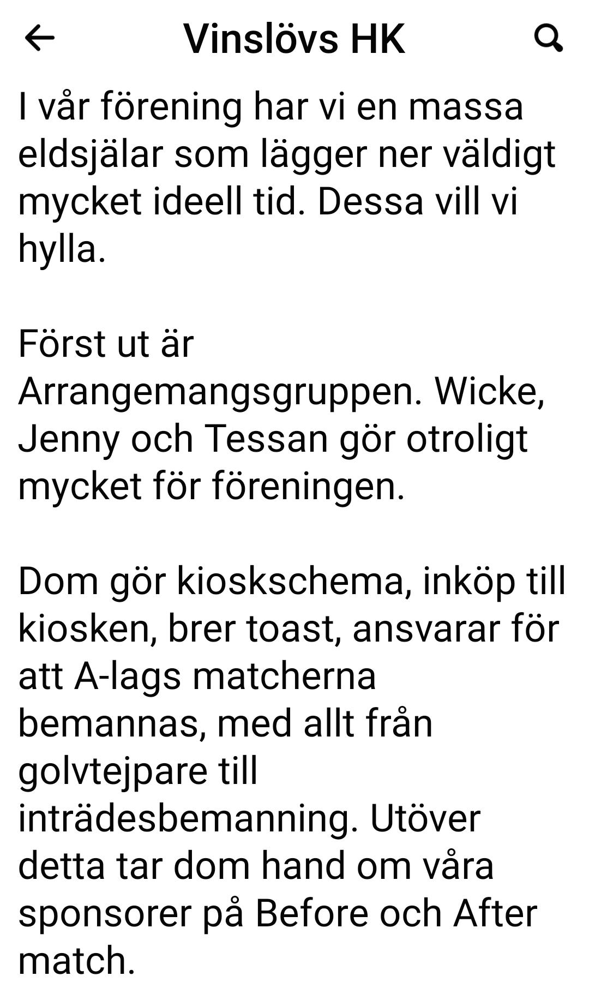 Vinslövs HK
I vår förening har vi en massa
eldsjälar som lägger ner väldigt
mycket ideell tid. Dessa vill vi
hylla.
Först ut är
Arrangemangsgruppen. Wicke,
Jenny och Tessan gör otroligt
mycket för föreningen.
Dom gör kioskschema, inköp till
kiosken, brer toast, ansvarar för
att A-lags matcherna
bemannas, med allt från
golvtejpare till
inträdesbemanning. Utöver
detta tar dom hand om våra
sponsorer på Before och After
match.